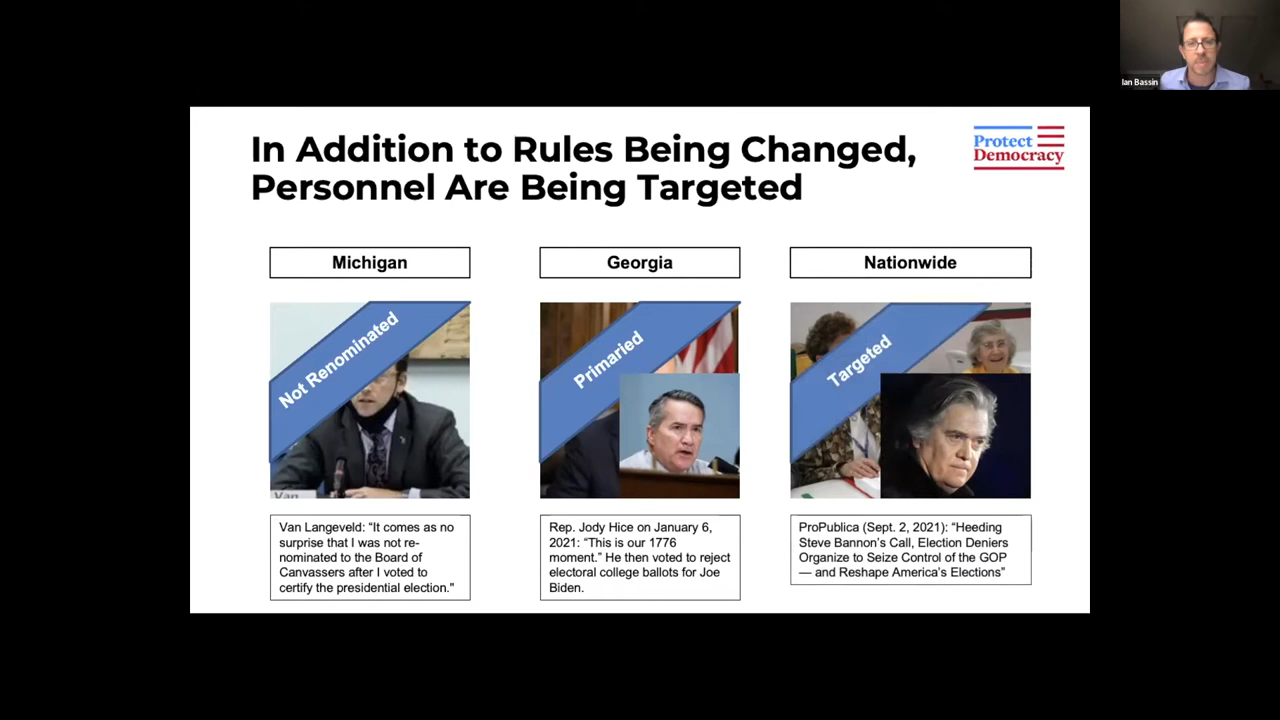 Ian Bassin
In Addition to Rules Being Changed,
Personnel Are Being Targeted
Protect
Democracy
Michigan
Georgia
Nationwide
Not Renominated
Primaried
Targeted
Van
Van Langeveld: “It comes as no
surprise that I was not re-
nominated to the Board of
Canvassers after I voted to
certify the presidential election."
Rep. Jody Hice on January 6,
2021: “This is our 1776
moment.” He then voted to reject
electoral college ballots for Joe
Biden.
ProPublica (Sept. 2, 2021): “Heeding
Steve Bannon’s Call, Election Deniers
Organize to Seize Control of the GOP
— and Reshape America’s Elections”